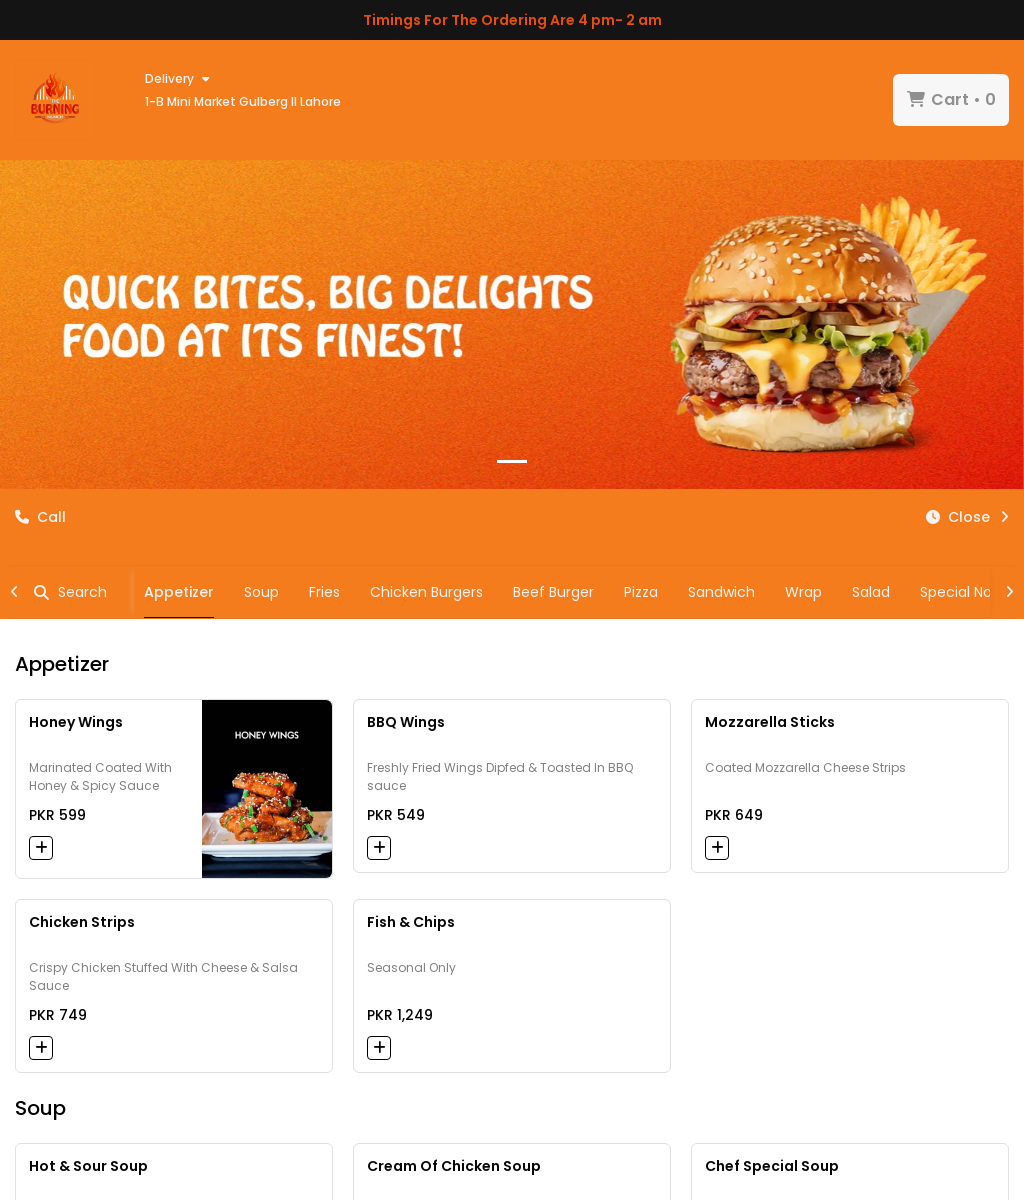 Timings For The Ordering Are 4 pm- 2 am
BURNING
Delivery
1-B Mini Market Gulberg II Lahore
Cart • 0
QUICK BITES, BIG DELIGHTS
FOOD AT ITS FINEST!
Call
Close
Search
Appetizer
Soup
Fries
Chicken Burgers
Beef Burger
Pizza
Sandwich
Wrap
Salad
Special No
Appetizer
Honey Wings
Marinated Coated With
Honey & Spicy Sauce
PKR 599
HONEY WINGS
BBQ Wings
Freshly Fried Wings Dipfed & Toasted In BBQ
sauce
PKR 549
Mozzarella Sticks
Coated Mozzarella Cheese Strips
PKR 649
Chicken Strips
Crispy Chicken Stuffed With Cheese & Salsa
Sauce
PKR 749
Fish & Chips
Seasonal Only
PKR 1,249
Soup
Hot & Sour Soup
Cream Of Chicken Soup
Chef Special Soup